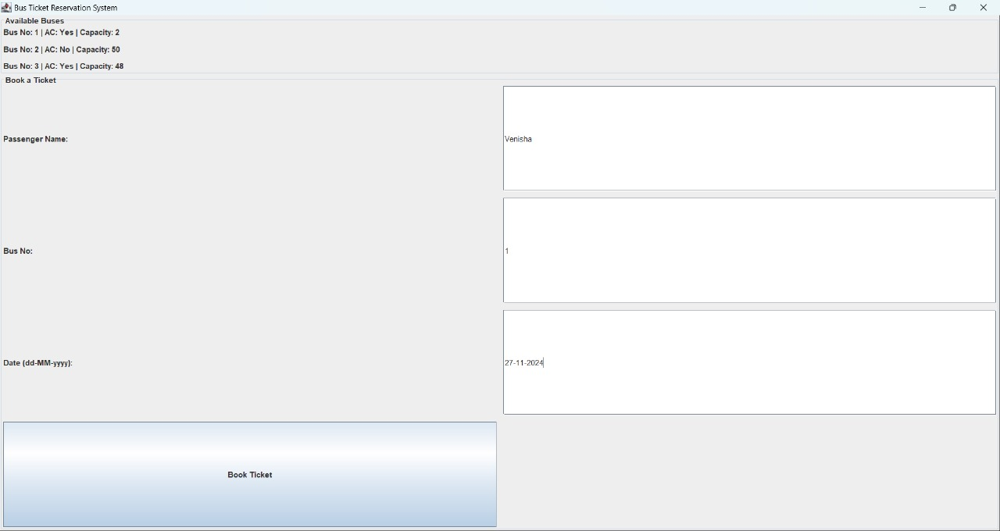 Bus Ticket Reservation System
Available Buses
Bus No: 1 | AC: Yes | Capacity: 2
Bus No: 2 | AC: No | Capacity: 50
Bus No: 3 | AC: Yes | Capacity: 48
Book a Ticket
Passenger Name: Venisha
Bus No: 1
Date (dd-MM-yyyy): 27-11-2024
Book Ticket